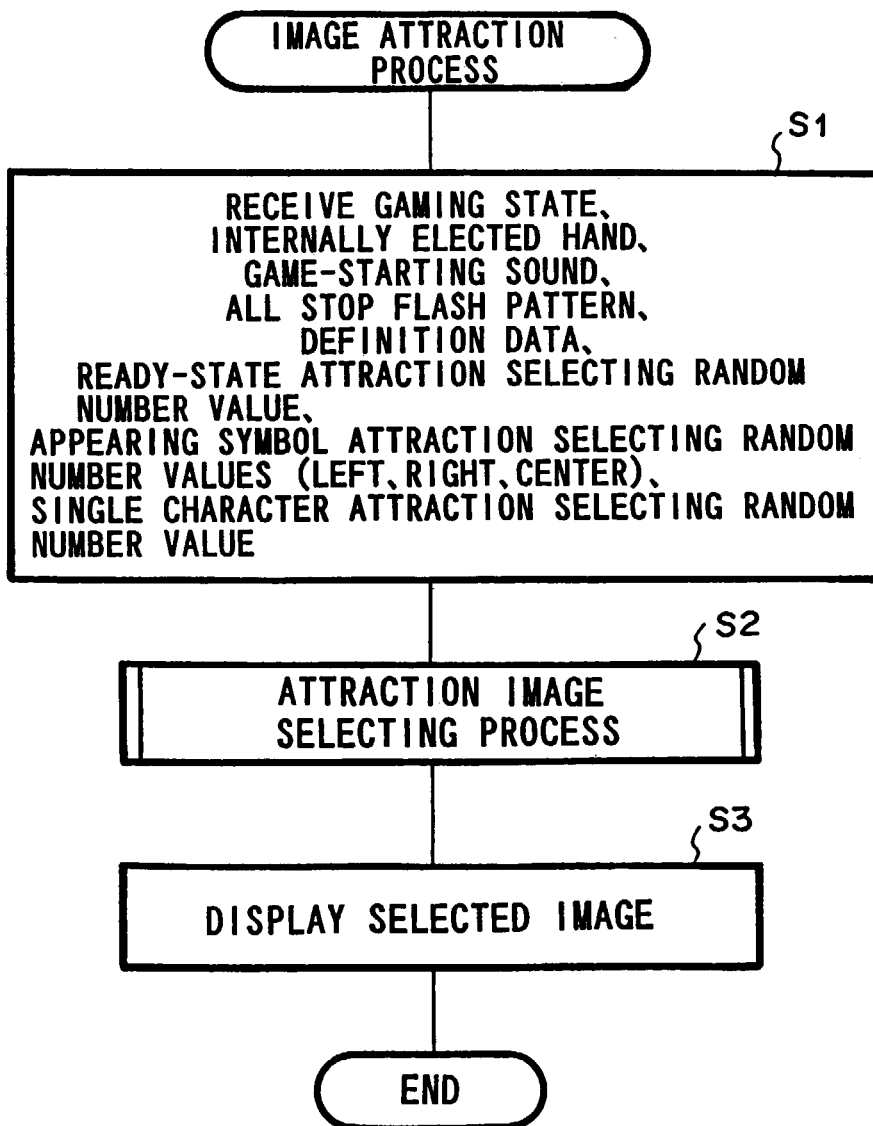 IMAGE ATTRACTION
PROCESS
S1
RECEIVE GAMING STATE、
INTERNALLY ELECTED HAND、
GAME-STARTING SOUND、
ALL STOP FLASH PATTERN、
DEFINITION DATA、
READY-STATE ATTRACTION SELECTING RANDOM
NUMBER VALUE、
APPEARING SYMBOL ATTRACTION SELECTING RANDOM
NUMBER VALUES (LEFT、RIGHT、CENTER)、
SINGLE CHARACTER ATTRACTION SELECTING RANDOM
NUMBER VALUE
S2
ATTRACTION IMAGE
SELECTING PROCESS
S3
DISPLAY SELECTED IMAGE
END